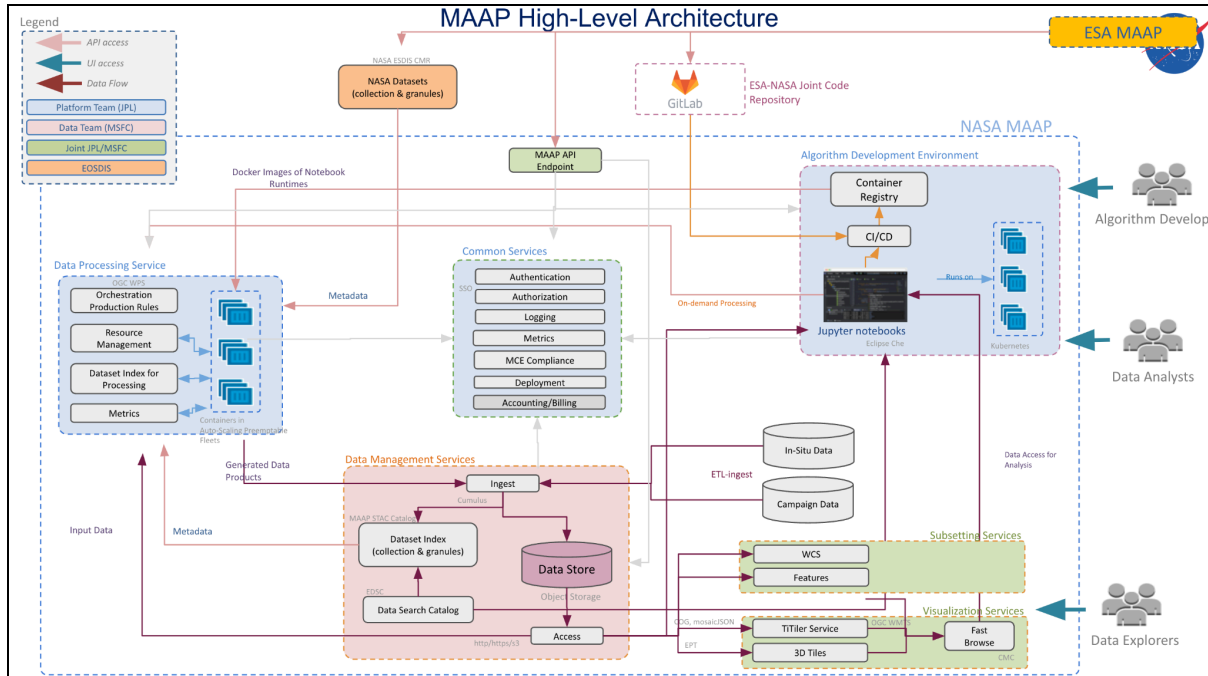 MAAP High-Level Architecture
Legend
API access
UI access
Data Flow
Platform Team (JPL)
Data Team (MSFC)
Joint JPL/MSFC
EOSDIS
ESA MAAP
NASA ESDIS CMR
NASA Datasets
(collection & granules)
GitLab
ESA-NASA Joint Code
Repository
NASA MAAP
MAAP API
Endpoint
Docker Images of Notebook
Runtimes
Algorithm Development Environment
Container
Registry
CI/CD
Jupyter notebooks
Eclipse Che
Runs on
Kubernetes
Algorithm Develop
Data Analysts
Data Explorers
Data Processing Service
OGC WPS
Orchestration
Production Rules
Resource
Management
Dataset Index for
Processing
Metrics
Containers in
Auto-Scaling Preemptable
Fleets
Metadata
On-demand Processing
Common Services
SSO
Authentication
Authorization
Logging
Metrics
MCE Compliance
Deployment
Accounting/Billing
Generated Data
Products
Input Data
Metadata
Data Management Services
Ingest
Cumulus
MAAP STAC Catalog
Dataset Index
(collection & granules)
Data Store
Object Storage
EDSC
Data Search Catalog
Access
http/https/s3
In-Situ Data
ETL-ingest
Campaign Data
Data Access for
Analysis
Subsetting Services
WCS
Features
Visualization Services
COG, mosaicJSON
TiTiler Service
OGC WMTS
EPT
3D Tiles
Fast
Browse
CMC